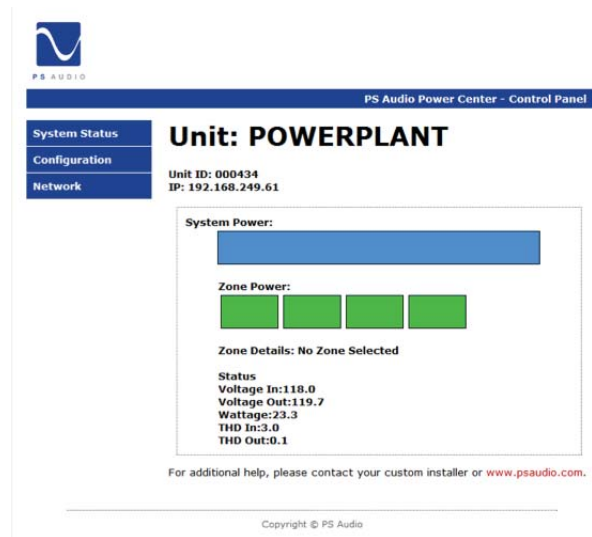 PS AUDIO
PS Audio Power Center - Control Panel
System Status
Configuration
Network
Unit: POWERPLANT
Unit ID: 000434
IP: 192.168.249.61
System Power:
Zone Power:
Zone Details: No Zone Selected
Status
Voltage In:118.0
Voltage Out:119.7
Wattage:23.3
THD In:3.0
THD Out:0.1
For additional help, please contact your custom installer or www.psaudio.com.
Copyright © PS Audio